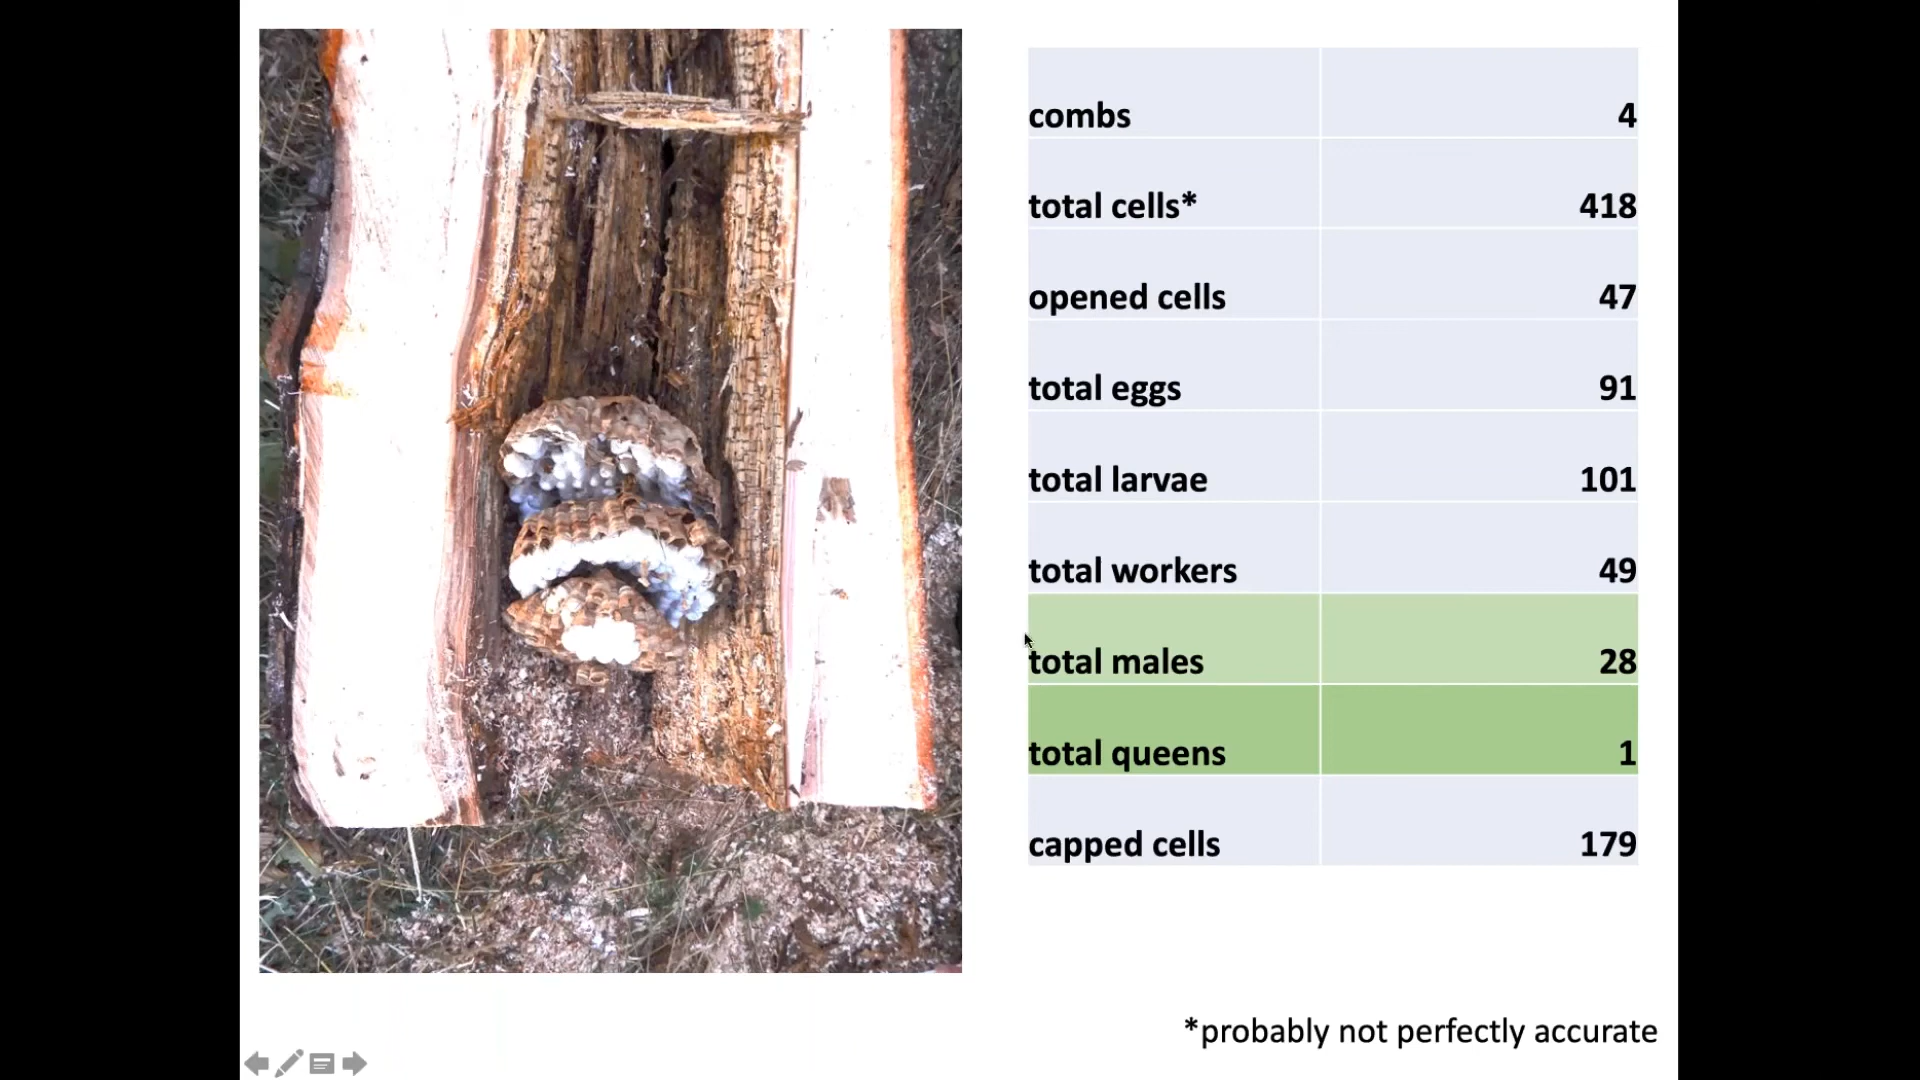 combs 4
total cells* 418
opened cells 47
total eggs 91
total larvae 101
total workers 49
total males 28
total queens 1
capped cells 179
*probably not perfectly accurate